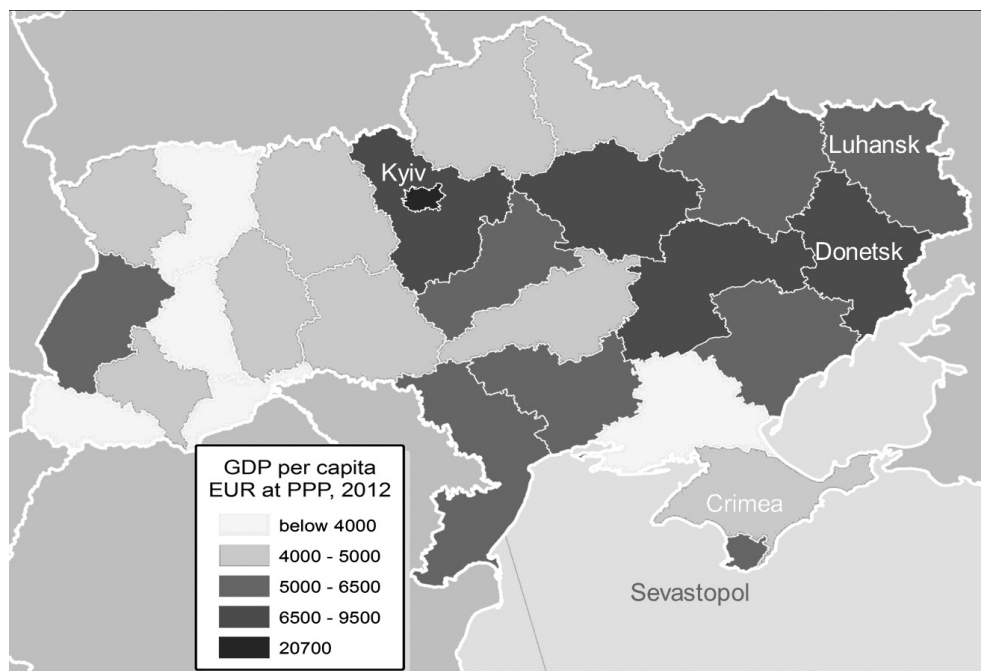 Luhansk
Kyiv
Donetsk
GDP per capita
EUR at PPP, 2012
below 4000
4000 - 5000
5000 - 6500
6500 - 9500
20700
Crimea
Sevastopol